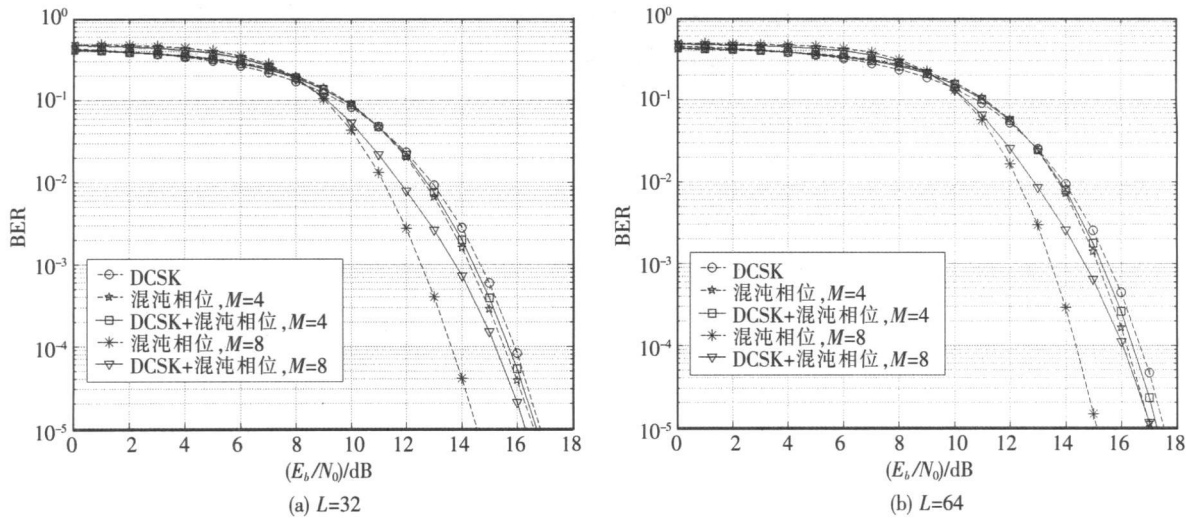 10⁰
10⁻¹
10⁻²
10⁻³
10⁻⁴
10⁻⁵
BER
DCSK
混沌相位,M=4
DCSK+混沌相位,M=4
混沌相位,M=8
DCSK+混沌相位,M=8
0 2 4 6 8 10 12 14 16 18
(E_b/N_0)/dB
(a) L=32
10⁰
10⁻¹
10⁻²
10⁻³
10⁻⁴
10⁻⁵
BER
DCSK
混沌相位,M=4
DCSK+混沌相位,M=4
混沌相位,M=8
DCSK+混沌相位,M=8
0 2 4 6 8 10 12 14 16 18
(E_b/N_0)/dB
(b) L=64